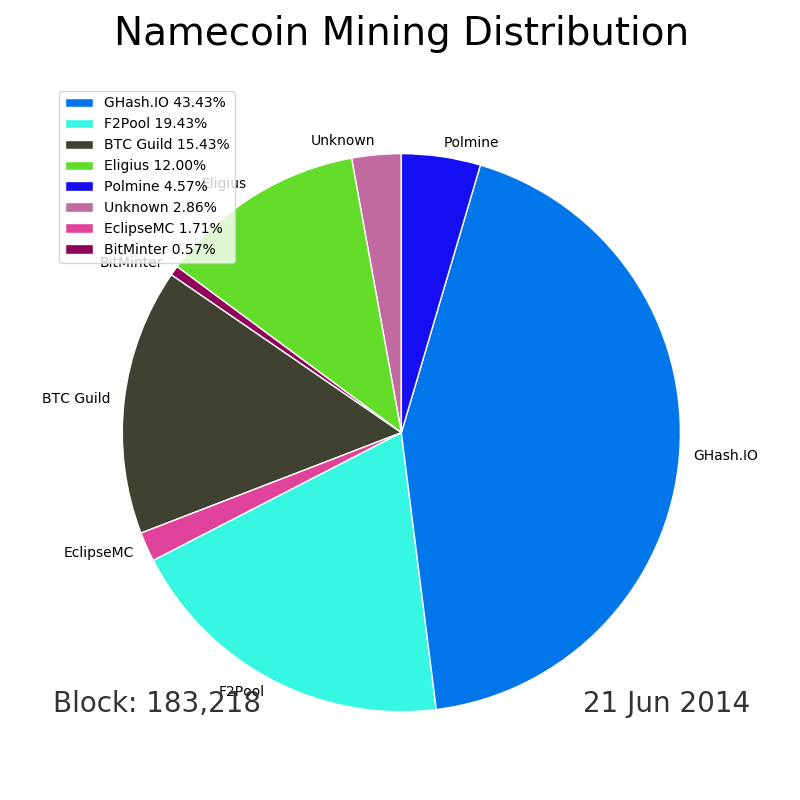 Namecoin Mining Distribution
GHash.IO 43.43%
F2Pool 19.43%
BTC Guild 15.43%
Eligius 12.00%
Polmine 4.57%
Unknown 2.86%
EclipseMC 1.71%
BitMinter 0.57%
Unknown
Polmine
Eligius
BitMinter
BTC Guild
GHash.IO
EclipseMC
F2Pool
Block: 183,218
21 Jun 2014